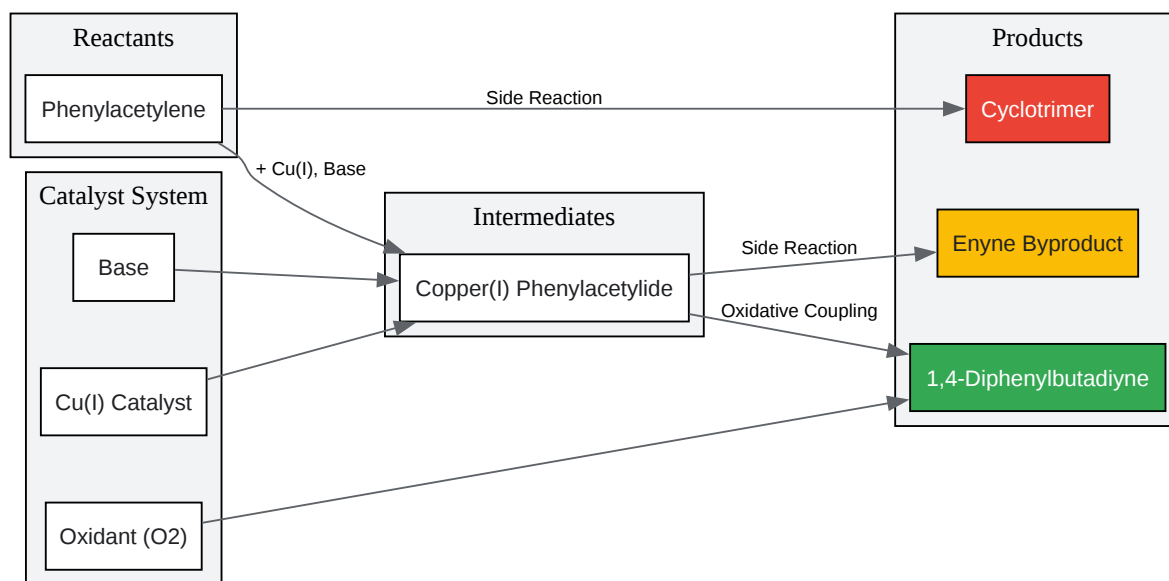 Reactants
Phenylacetylene
Catalyst System
Base
Cu(I) Catalyst
Oxidant (O2)
Side Reaction
+ Cu(I), Base
Intermediates
Copper(I) Phenylacetylide
Side Reaction
Oxidative Coupling
Products
Cyclotrimer
Enyne Byproduct
1,4-Diphenylbutadiyne